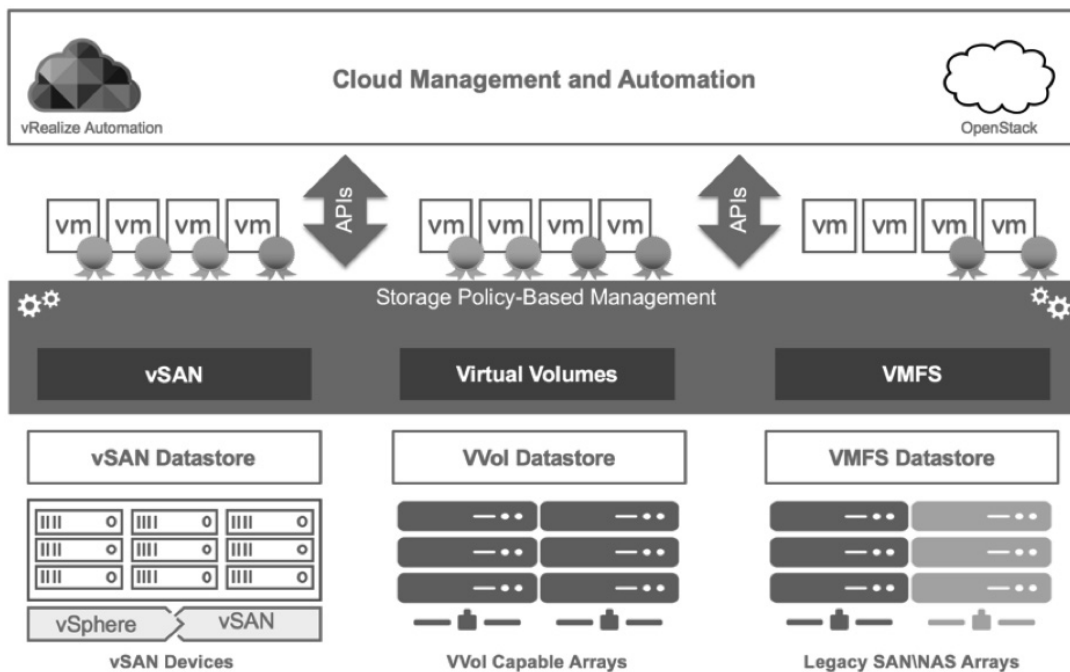 Cloud Management and Automation
vRealize Automation
OpenStack
APIs
APIs
vm vm vm vm
vm vm vm vm
vm vm vm vm
Storage Policy-Based Management
vSAN
Virtual Volumes
VMFS
vSAN Datastore
VVol Datastore
VMFS Datastore
vSphere
vSAN
vSAN Devices
VVol Capable Arrays
Legacy SAN\NAS Arrays